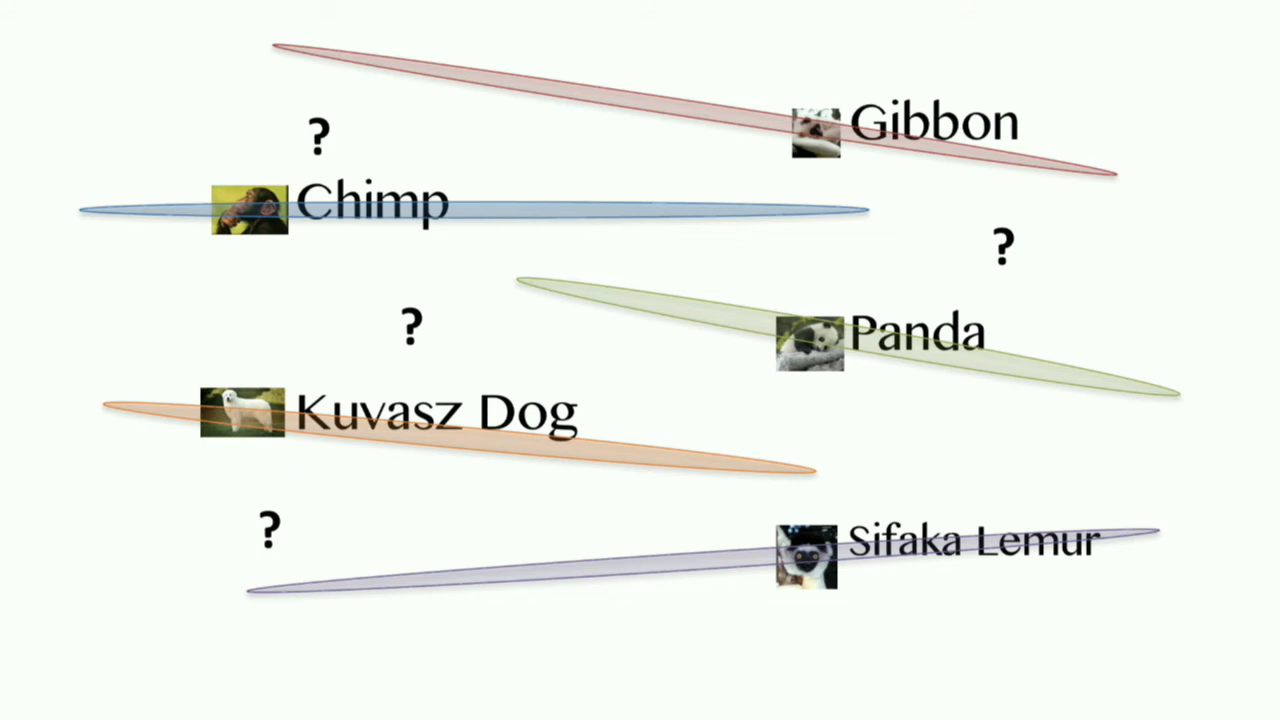 Gibbon
?
Chimp
?
?
Panda
Kuvasz Dog
?
Sifaka Lemur